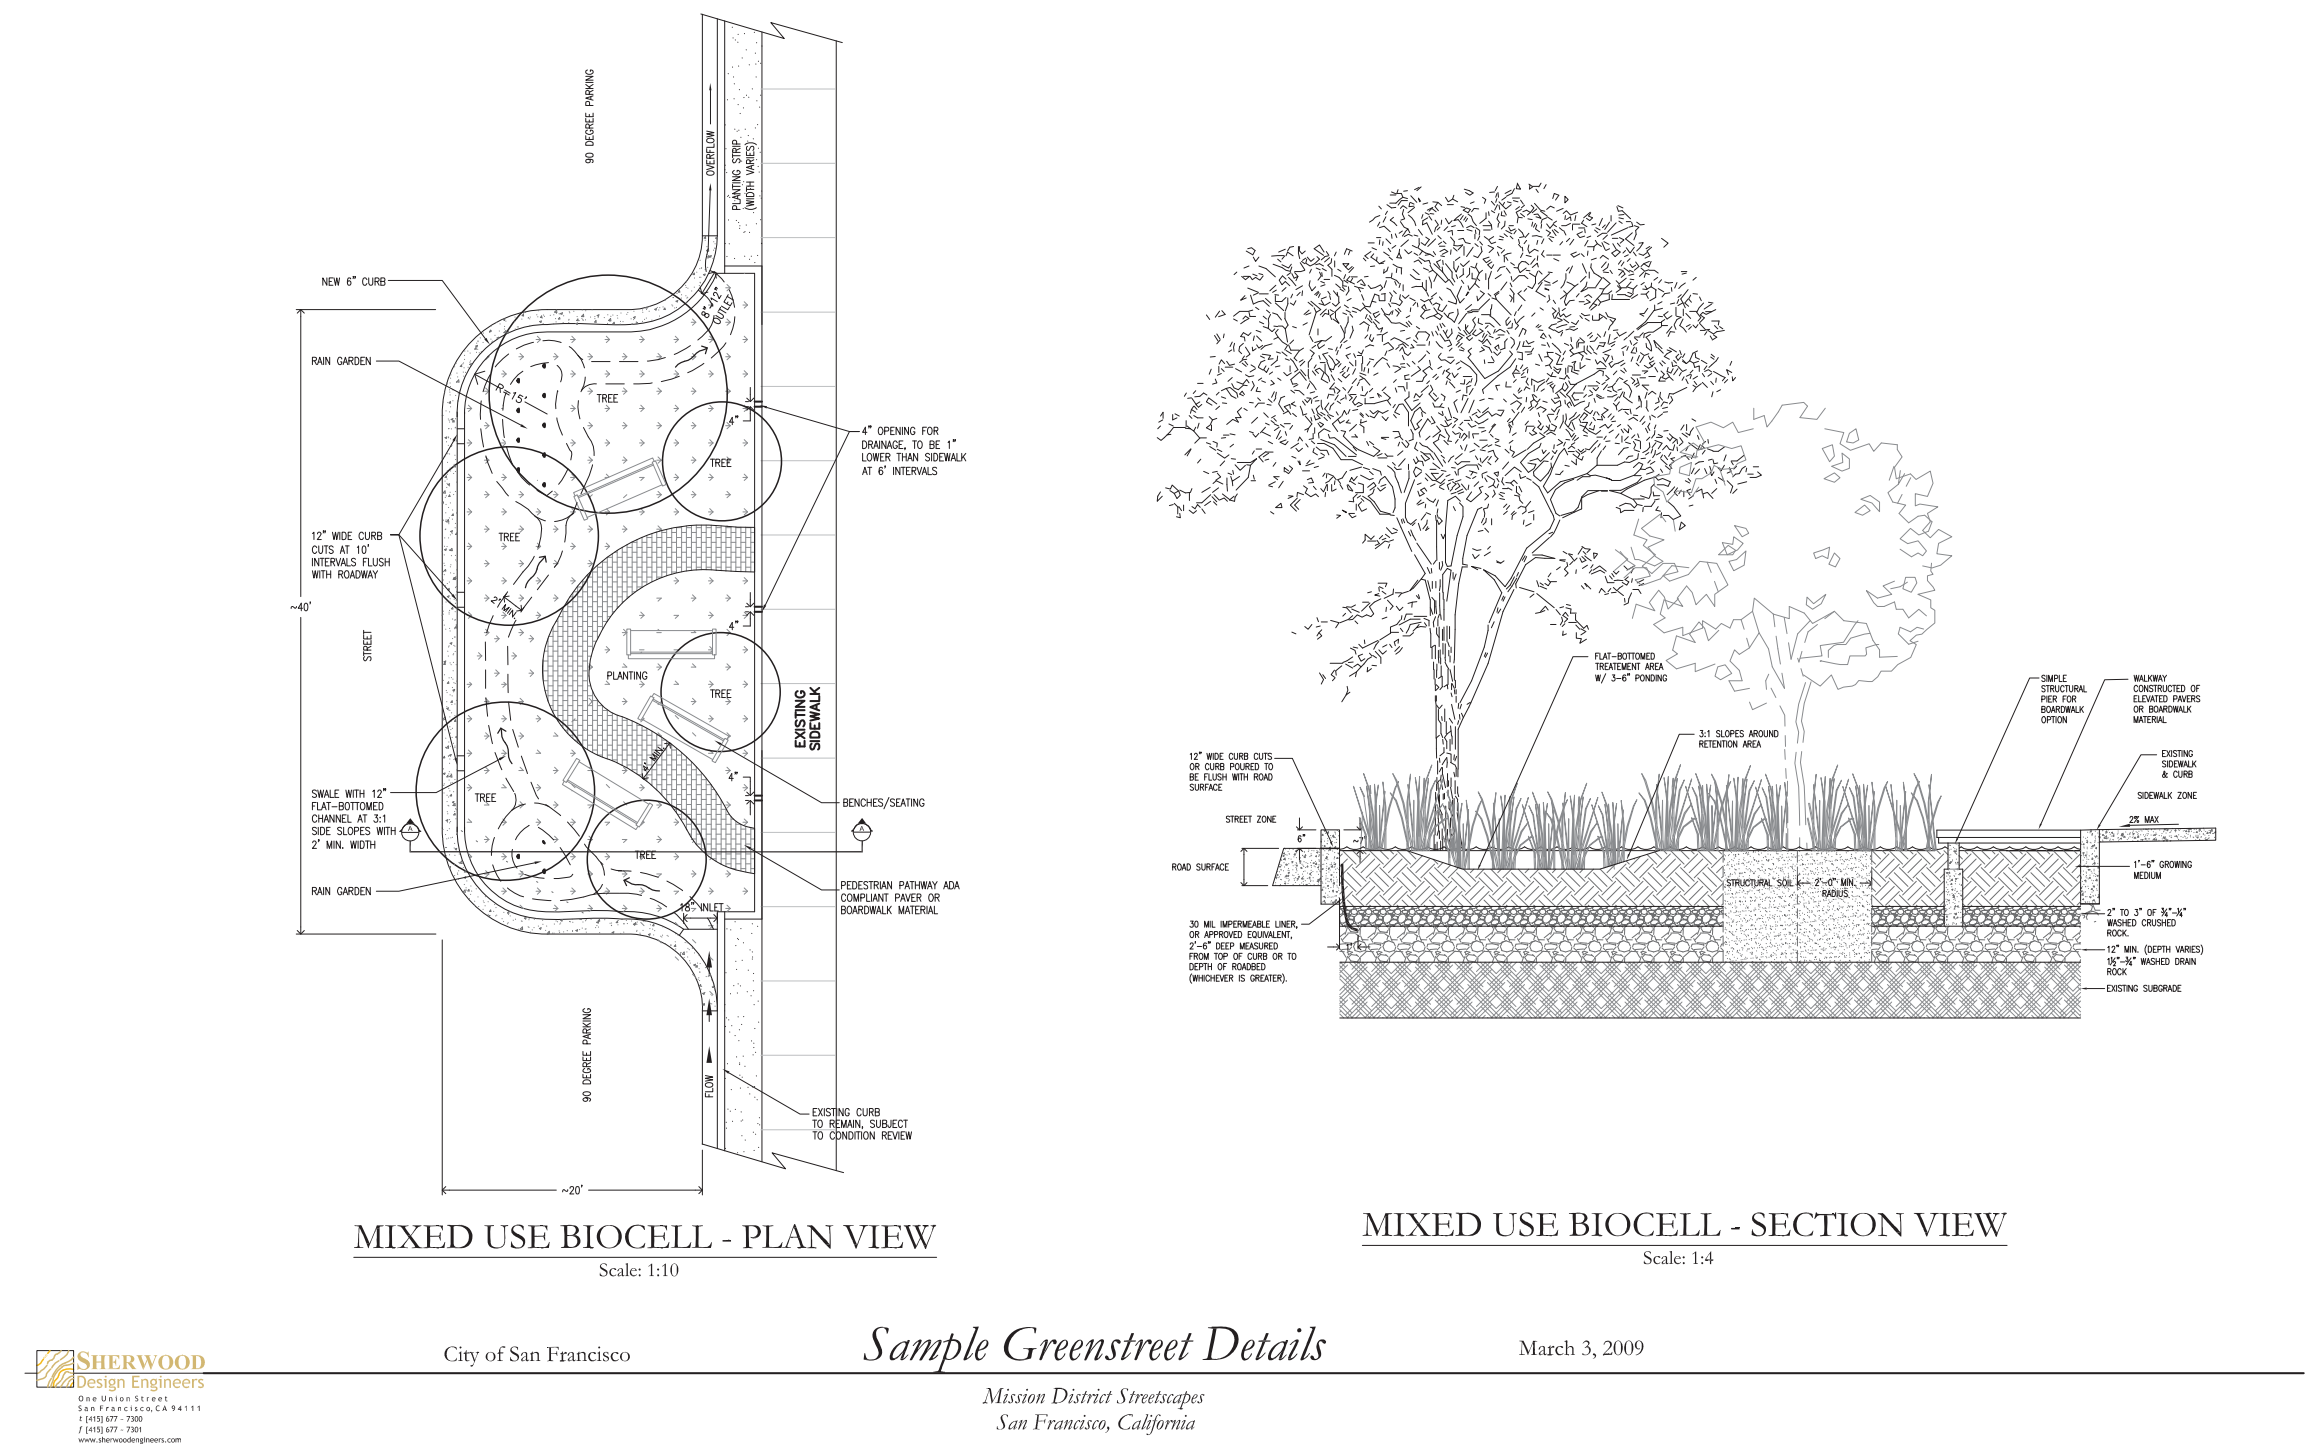 90 DEGREE PARKING
OVERFLOW
PLANTING STRIP
(WIDTH VARIES)
NEW 6" CURB
8"-12"
OUTLET
RAIN GARDEN
R=15'
TREE
4"
TREE
4" OPENING FOR
DRAINAGE, TO BE 1"
LOWER THAN SIDEWALK
AT 6' INTERVALS
12" WIDE CURB
CUTS AT 10'
INTERVALS FLUSH
WITH ROADWAY
TREE
2' MIN.
~40'
STREET
4"
PLANTING
TREE
EXISTING
SIDEWALK
4' MIN.
4"
SWALE WITH 12"
FLAT-BOTTOMED
CHANNEL AT 3:1
SIDE SLOPES WITH
2' MIN. WIDTH
TREE
BENCHES/SEATING
A
A
TREE
RAIN GARDEN
18" INLET
PEDESTRIAN PATHWAY ADA
COMPLIANT PAVER OR
BOARDWALK MATERIAL
90 DEGREE PARKING
FLOW
EXISTING CURB
TO REMAIN, SUBJECT
TO CONDITION REVIEW
~20'
MIXED USE BIOCELL - PLAN VIEW
Scale: 1:10
FLAT-BOTTOMED
TREATEMENT AREA
W/ 3-6" PONDING
3:1 SLOPES AROUND
RETENTION AREA
SIMPLE
STRUCTURAL
PIER FOR
BOARDWALK
OPTION
WALKWAY
CONSTRUCTED OF
ELEVATED PAVERS
OR BOARDWALK
MATERIAL
12" WIDE CURB CUTS
OR CURB POURED TO
BE FLUSH WITH ROAD
SURFACE
EXISTING
SIDEWALK
& CURB
SIDEWALK ZONE
STREET ZONE
2% MAX
6"
ROAD SURFACE
1'-6" GROWING
MEDIUM
STRUCTURAL SOIL
2'-0" MIN.
RADIUS
30 MIL IMPERMEABLE LINER,
OR APPROVED EQUIVALENT,
2'-6" DEEP MEASURED
FROM TOP OF CURB OR TO
DEPTH OF ROADBED
(WHICHEVER IS GREATER).
1'
2" TO 3" OF ¾"-¼"
WASHED CRUSHED
ROCK.
12" MIN. (DEPTH VARIES)
1½"-¾" WASHED DRAIN
ROCK
EXISTING SUBGRADE
MIXED USE BIOCELL - SECTION VIEW
Scale: 1:4
SHERWOOD
Design Engineers
One Union Street
San Francisco, CA 94111
t [415] 677 - 7300
f [415] 677 - 7301
www.sherwoodengineers.com
City of San Francisco
Sample Greenstreet Details
March 3, 2009
Mission District Streetscapes
San Francisco, California